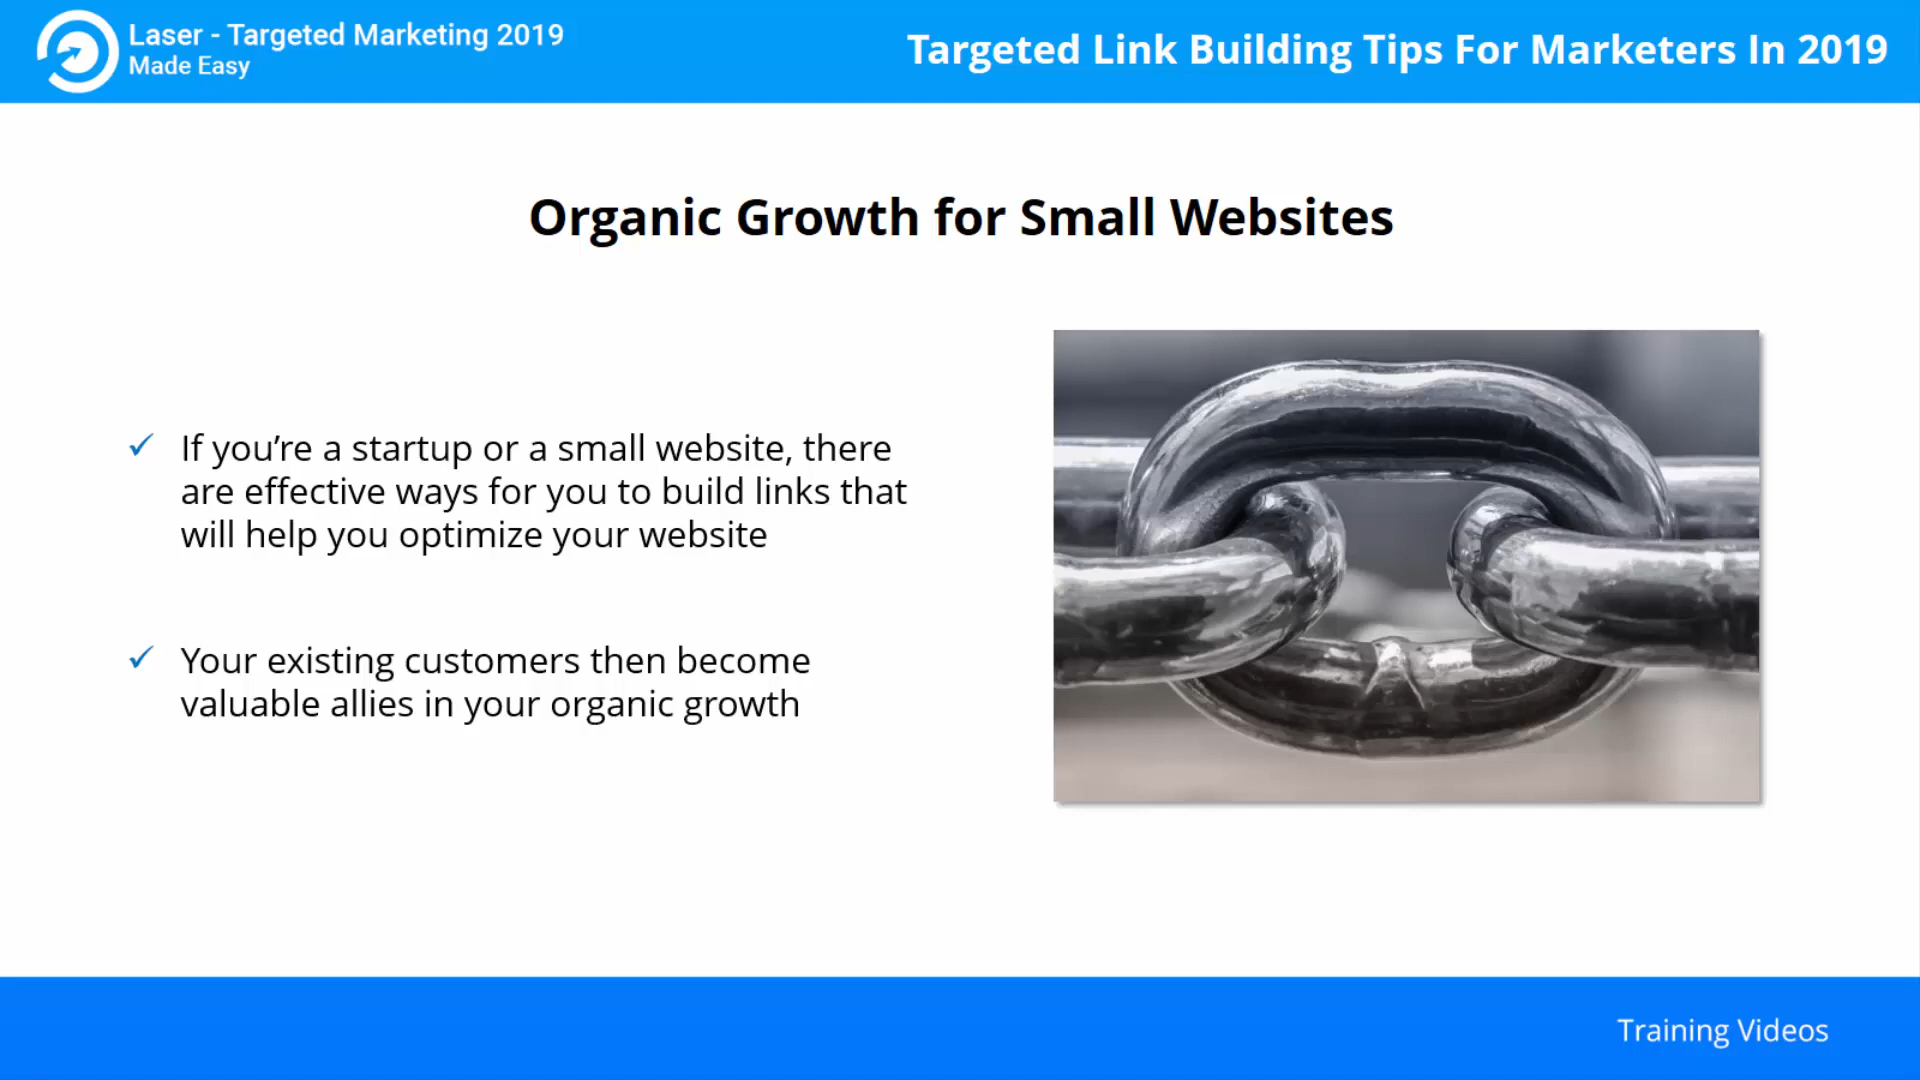 Laser - Targeted Marketing 2019
Made Easy
Targeted Link Building Tips For Marketers In 2019
Organic Growth for Small Websites
If you’re a startup or a small website, there
are effective ways for you to build links that
will help you optimize your website
Your existing customers then become
valuable allies in your organic growth
Training Videos